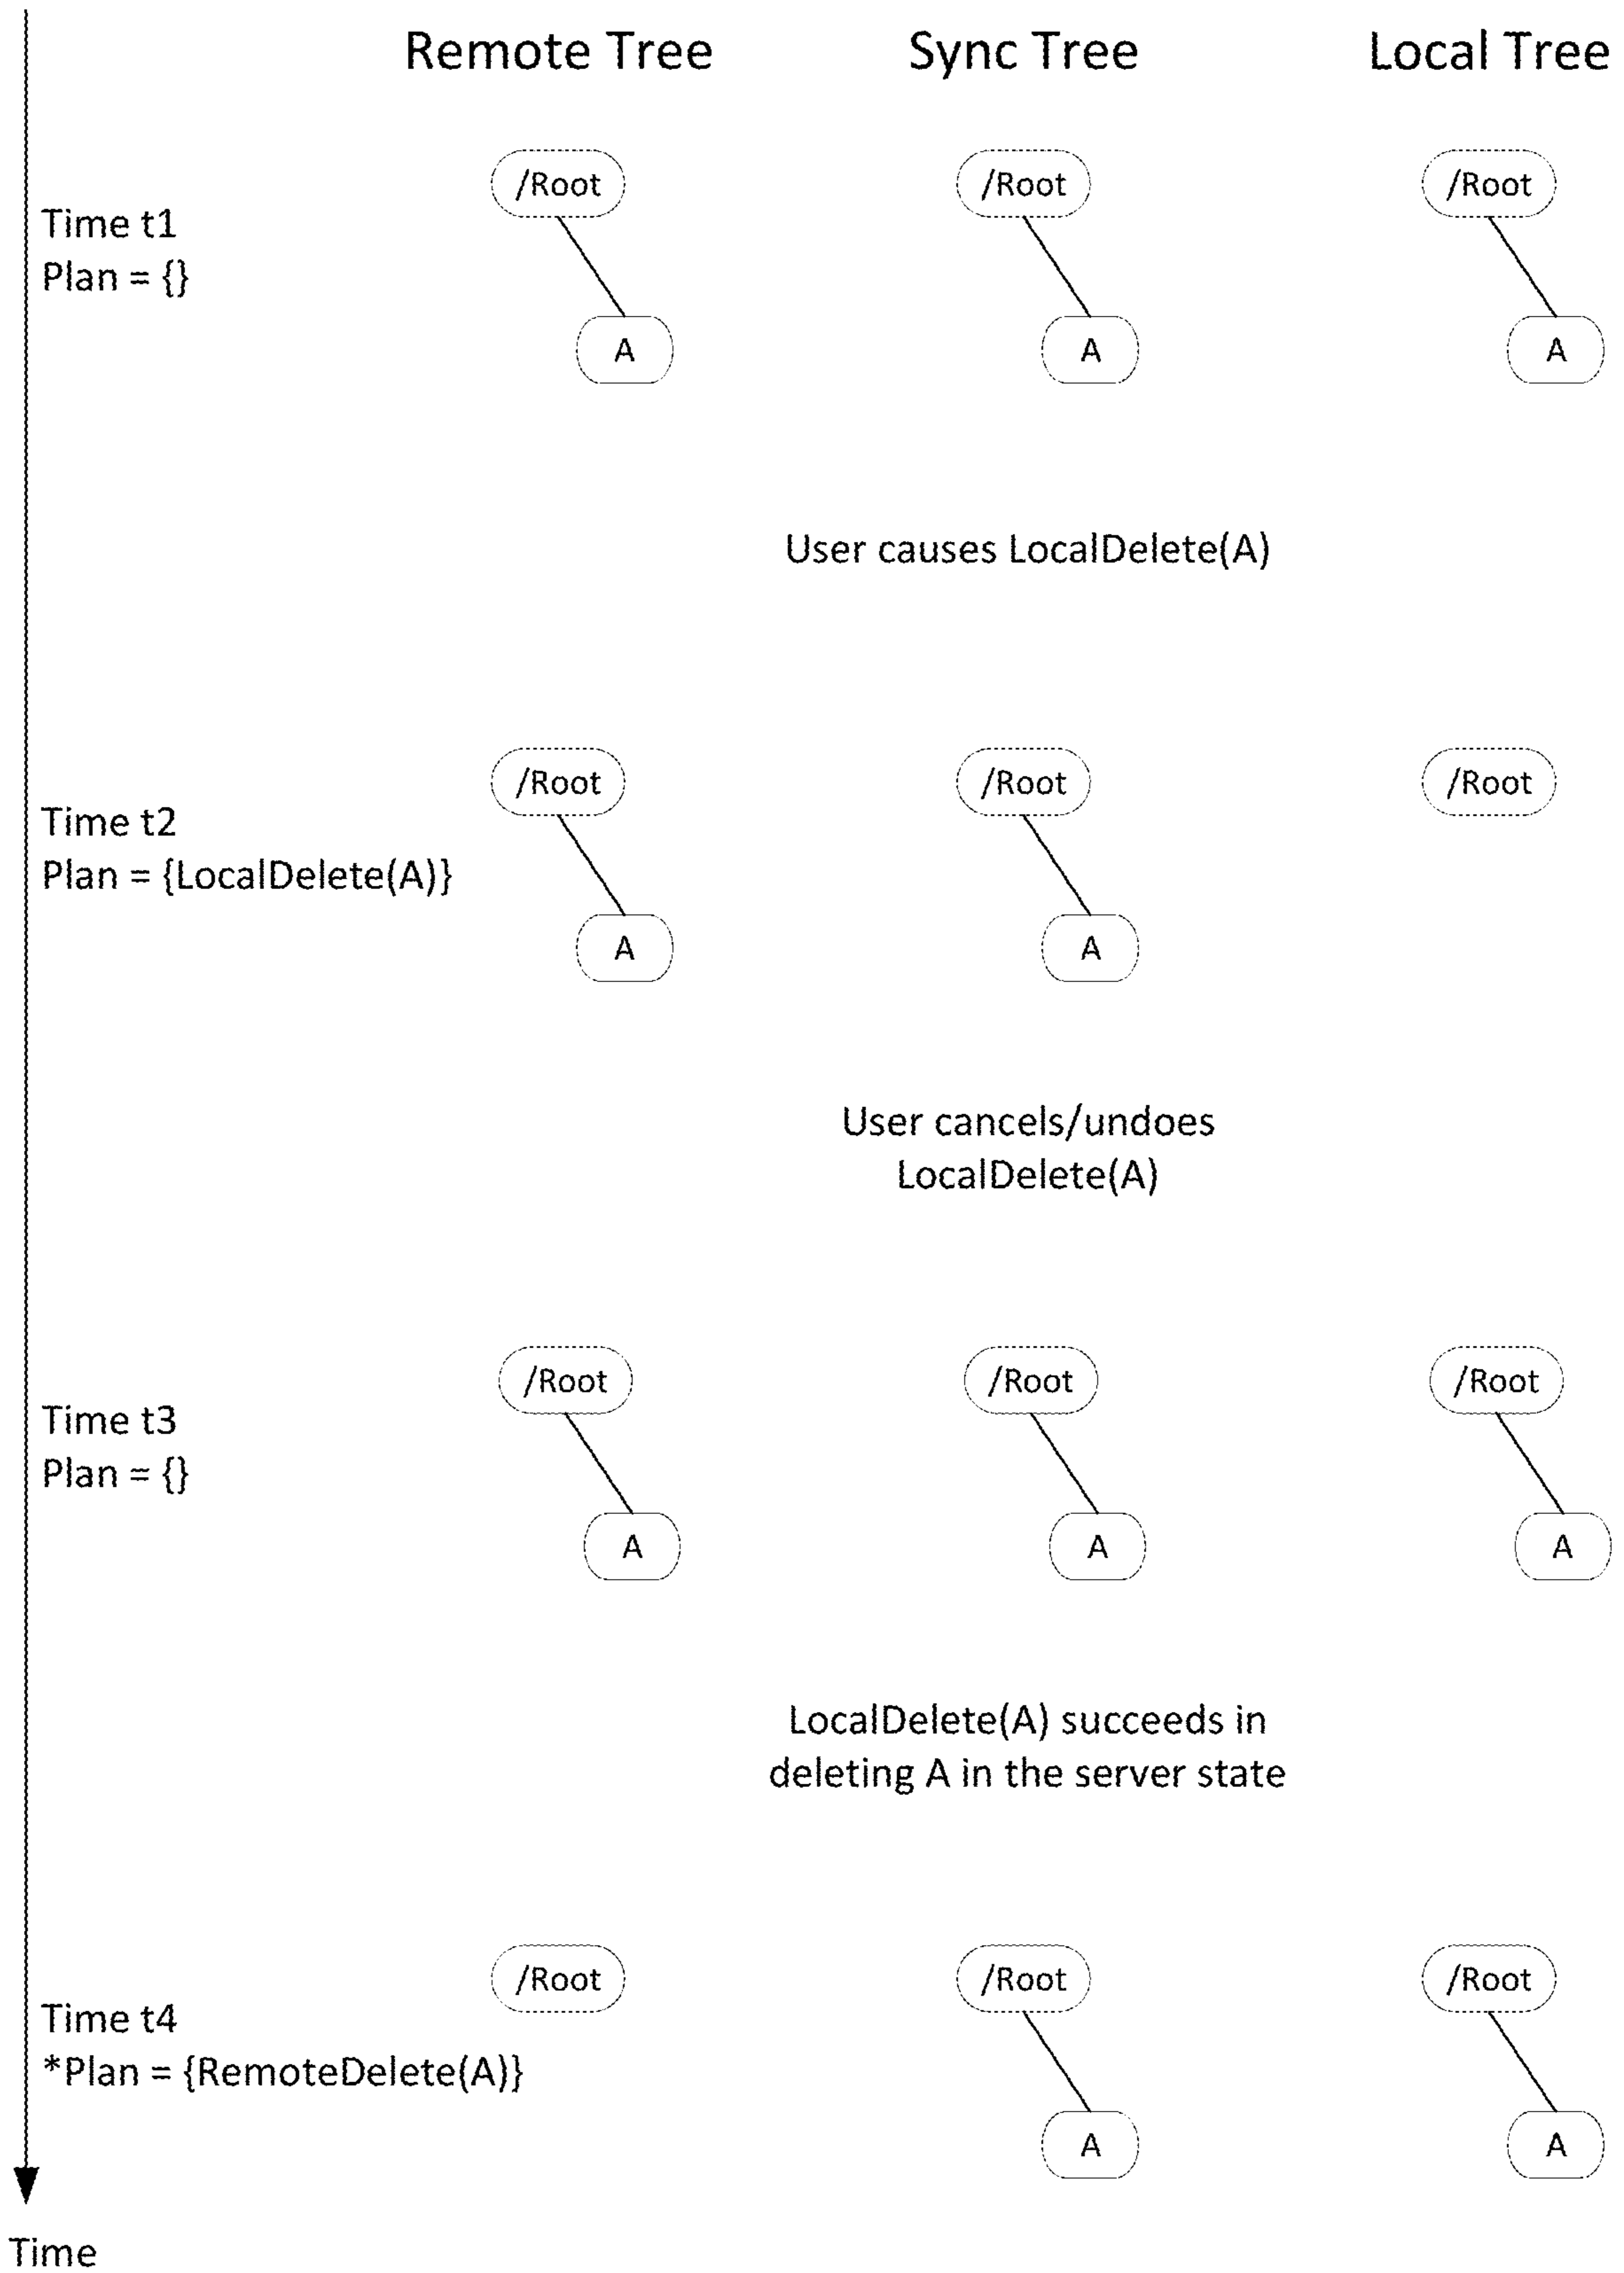 Remote Tree Sync Tree Local Tree
/Root /Root /Root
Time t1
Plan = {}
A A A
User causes LocalDelete(A)
/Root /Root /Root
Time t2
Plan = {LocalDelete(A)}
A A
User cancels/undoes
LocalDelete(A)
/Root /Root /Root
Time t3
Plan = {}
A A A
LocalDelete(A) succeeds in
deleting A in the server state
/Root /Root /Root
Time t4
*Plan = {RemoteDelete(A)}
A A
Time